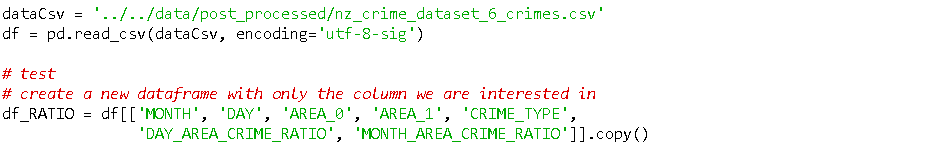 dataCsv = '../../data/post_processed/nz_crime_dataset_6_crimes.csv'
df = pd.read_csv(dataCsv, encoding='utf-8-sig')
# test
# create a new dataframe with only the column we are interested in
df_RATIO = df[['MONTH', 'DAY', 'AREA_0', 'AREA_1', 'CRIME_TYPE',
'DAY_AREA_CRIME_RATIO', 'MONTH_AREA_CRIME_RATIO']].copy()